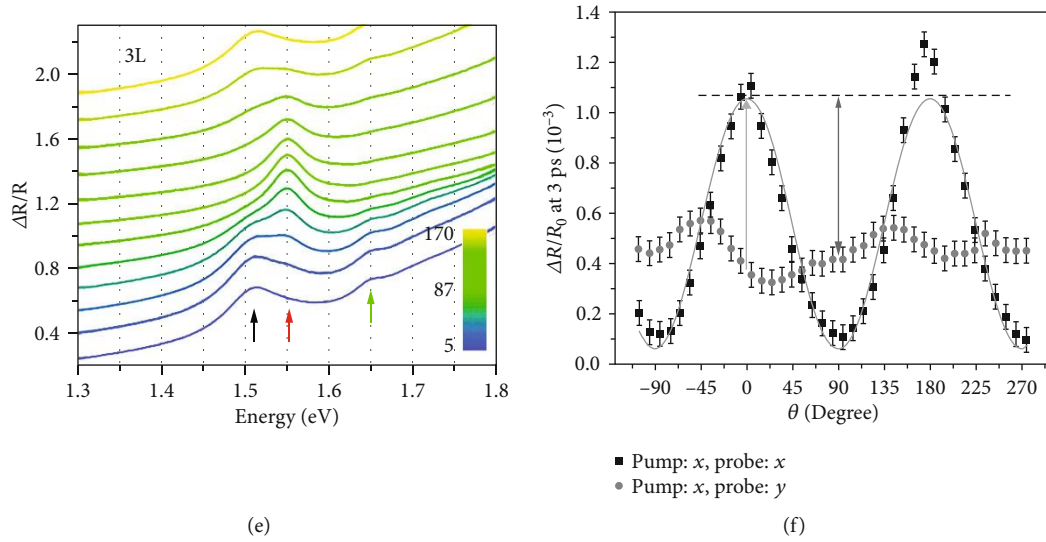 3L
2.0
1.6
1.2
0.8
0.4
ΔR/R
170
87
5
1.3 1.4 1.5 1.6 1.7 1.8
Energy (eV)
(e)
1.4
1.2
1.0
0.8
0.6
0.4
0.2
0.0
ΔR/R₀ at 3 ps (10⁻³)
−90 −45 0 45 90 135 180 225 270
θ (Degree)
Pump: x, probe: x
Pump: x, probe: y
(f)